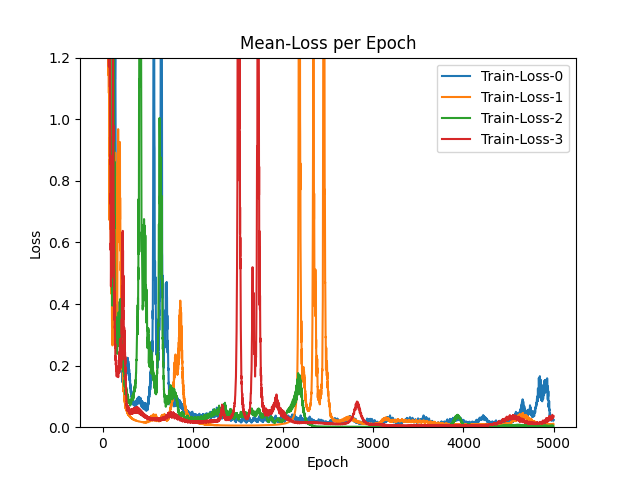 Mean-Loss per Epoch
1.2
1.0
0.8
0.6
0.4
0.2
0.0
Loss
Train-Loss-0
Train-Loss-1
Train-Loss-2
Train-Loss-3
0 1000 2000 3000 4000 5000
Epoch